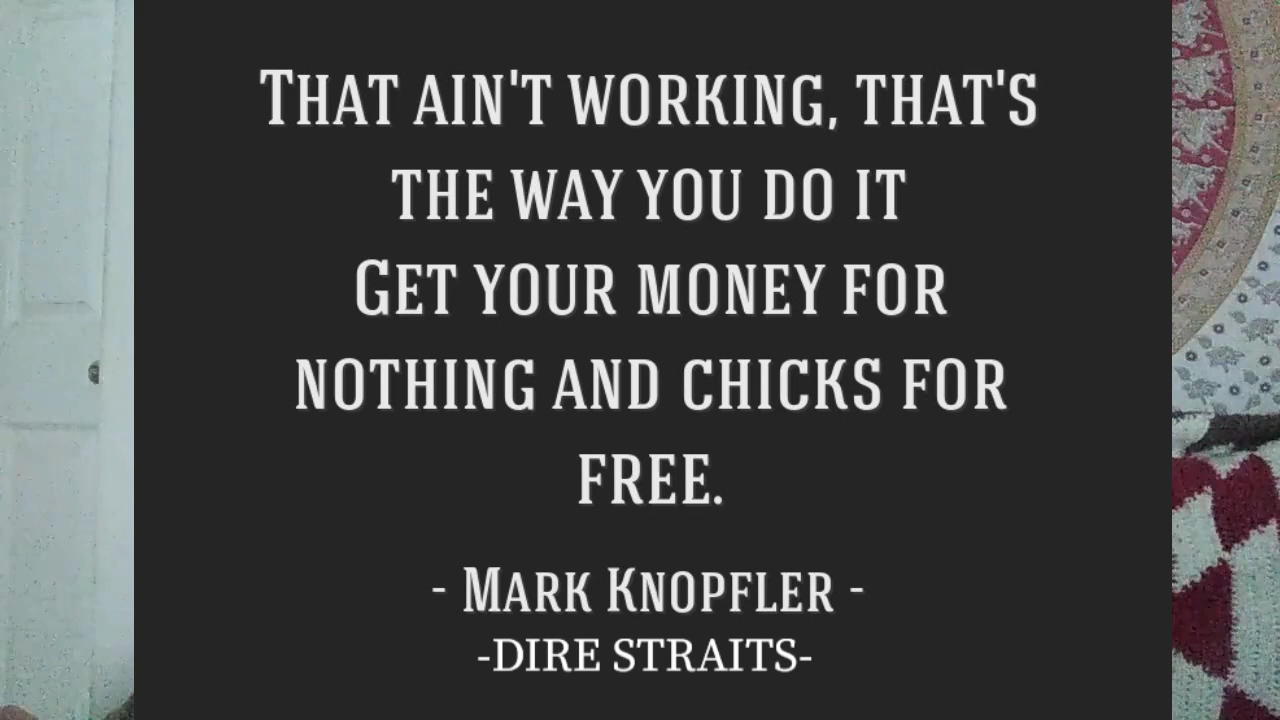 That ain't working, that's
the way you do it
Get your money for
nothing and chicks for
free.
- Mark Knopfler -
-DIRE STRAITS-